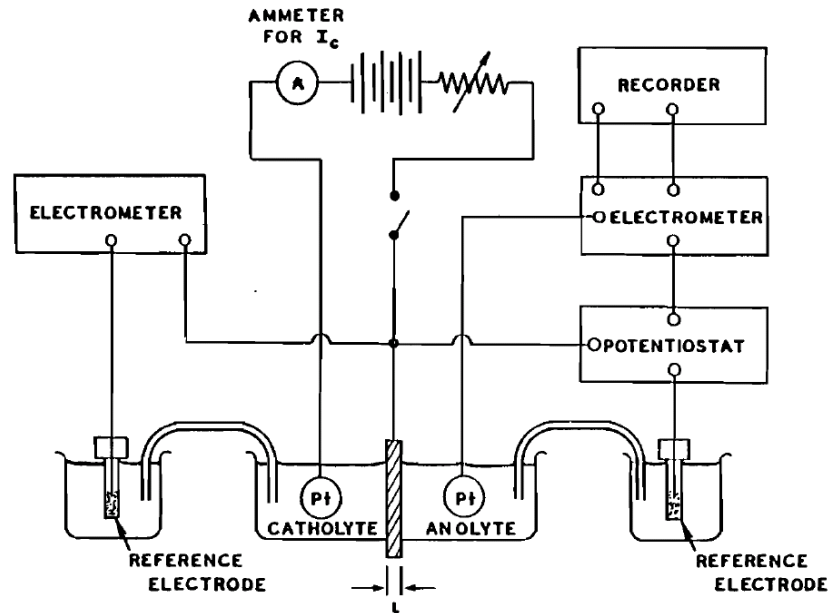 AMMETER
FOR Ic
A
RECORDER
ELECTROMETER
ELECTROMETER
POTENTIOSTAT
Pt
Pt
CATHOLYTE
ANOLYTE
REFERENCE
ELECTRODE
REFERENCE
ELECTRODE
L